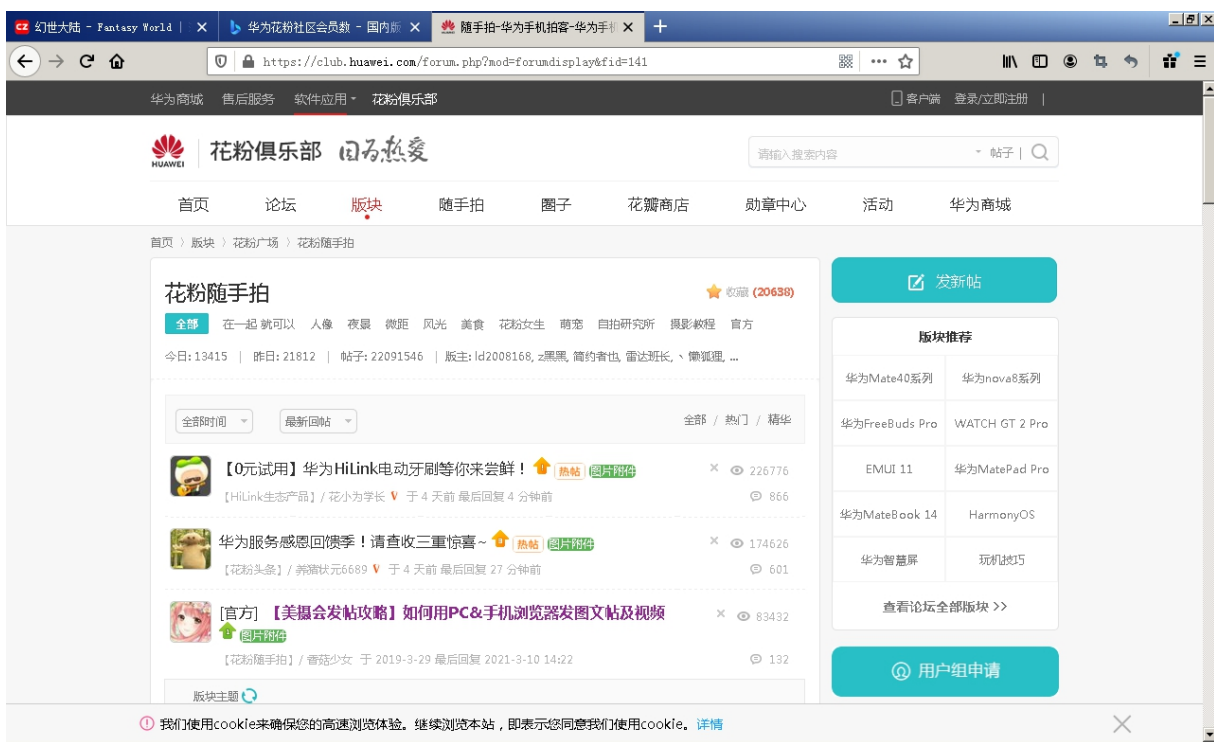 幻世大陆 - Fantasy World |
华为花粉社区会员数 - 国内版
随手拍-华为手机拍客-华为手机
https://club.huawei.com/forum.php?mod=forumdisplay&fid=141
华为商城 售后服务 软件应用 花粉俱乐部 客户端 登录/立即注册 |
HUAWEI 花粉俱乐部 因为热爱
请输入搜索内容 帖子 |
首页 论坛 版块 随手拍 圈子 花瓣商店 勋章中心 活动 华为商城
首页 〉 版块 〉 花粉广场 〉 花粉随手拍
花粉随手拍 收藏 (20638)
全部 在一起 就可以 人像 夜景 微距 风光 美食 花粉女生 萌宠 自拍研究所 摄影教程 官方
今日: 13415 | 昨日: 21812 | 帖子: 22091546 | 版主: ld2008168, z黑黑, 简约者也, 雷达班长, 丶慵狐狸, ...
全部时间 最新回帖 全部 / 热门 / 精华
【0元试用】华为HiLink电动牙刷等你来尝鲜！ 热帖 图片附件 226776
【HiLink生态产品】/ 花小为学长 V 于 4 天前 最后回复 4 分钟前 866
华为服务感恩回馈季！请查收三重惊喜~ 热帖 图片附件 174626
【花粉头条】/ 养猪状元6689 V 于 4 天前 最后回复 27 分钟前 601
[官方] 【美摄会发帖攻略】如何用PC&手机浏览器发图文帖及视频 83432
图片附件
【花粉随手拍】/ 香菇少女 于 2019-3-29 最后回复 2021-3-10 14:22 132
版块主题
发新帖
版块推荐
华为Mate40系列 华为nova8系列
华为FreeBuds Pro WATCH GT 2 Pro
EMUI 11 华为MatePad Pro
华为MateBook 14 HarmonyOS
华为智慧屏 玩机技巧
查看论坛全部版块 >>
用户组申请
我们使用cookie来确保您的高速浏览体验。继续浏览本站，即表示您同意我们使用cookie。详情